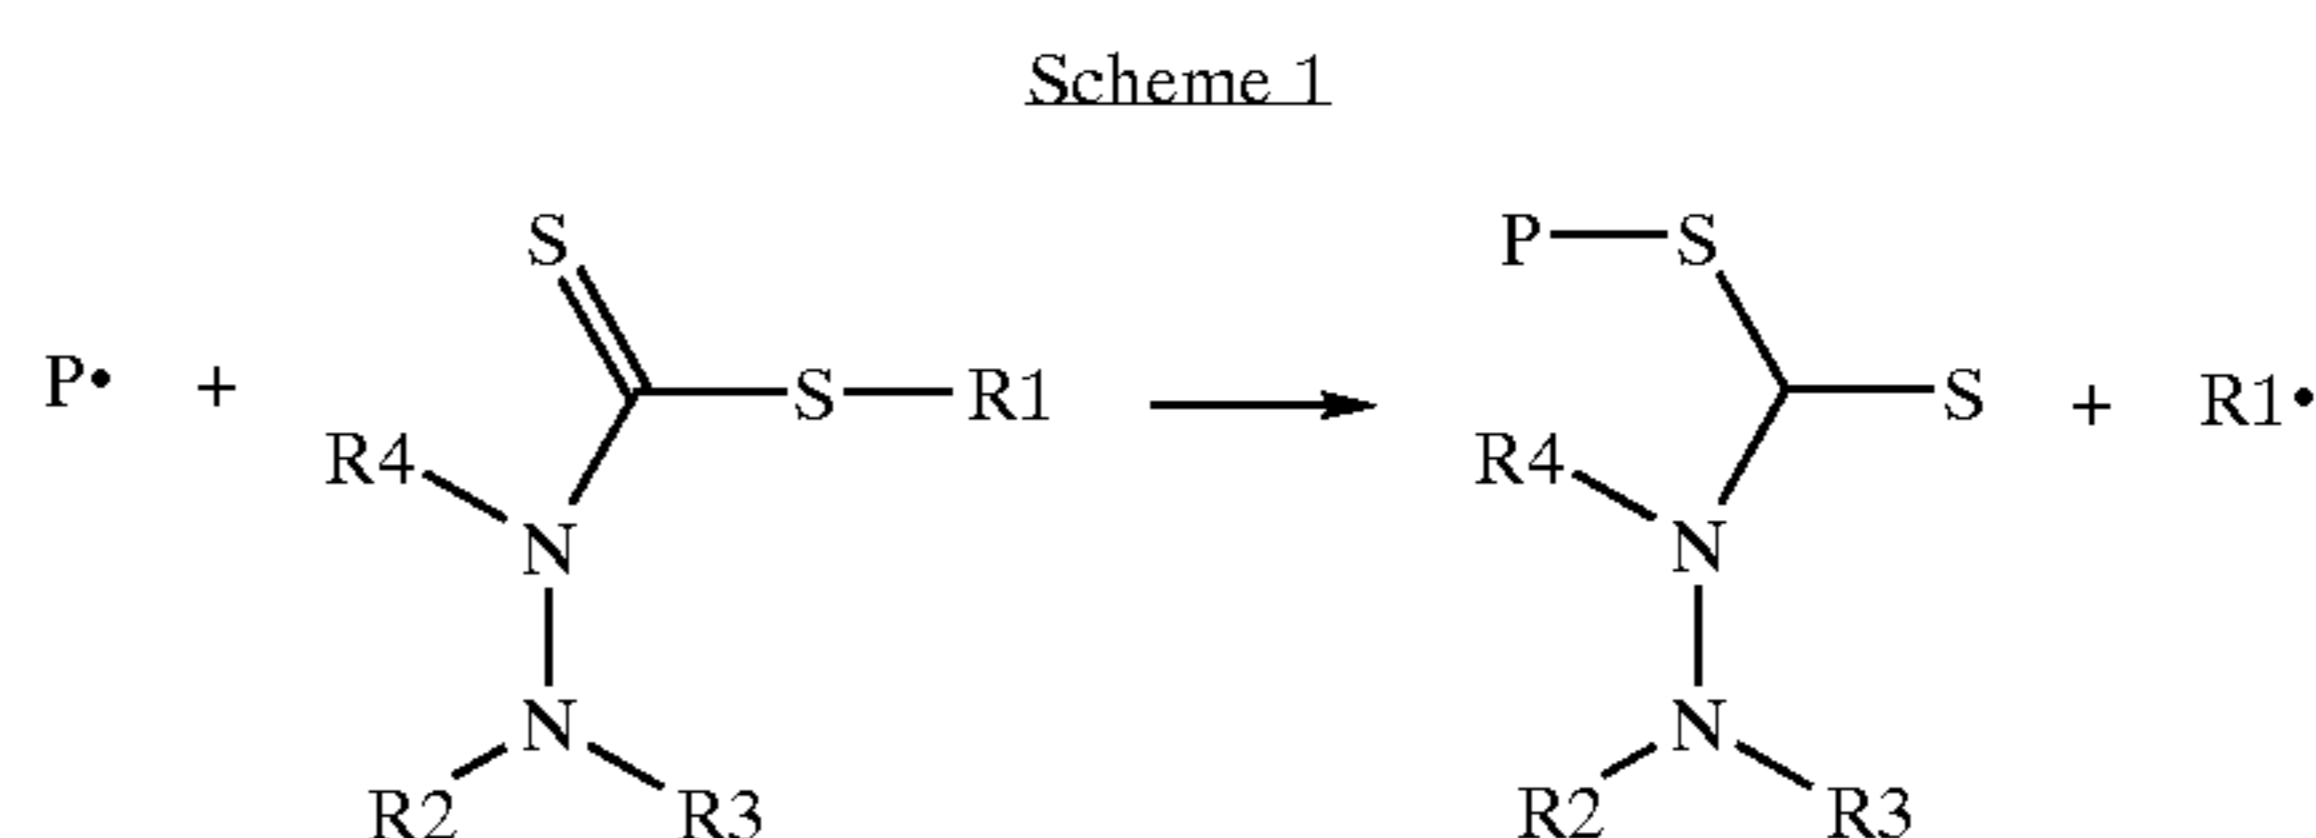 Scheme 1
S P S
P• + S R1 S + R1•
R4 R4
N N
N N
R2 R3 R2 R3